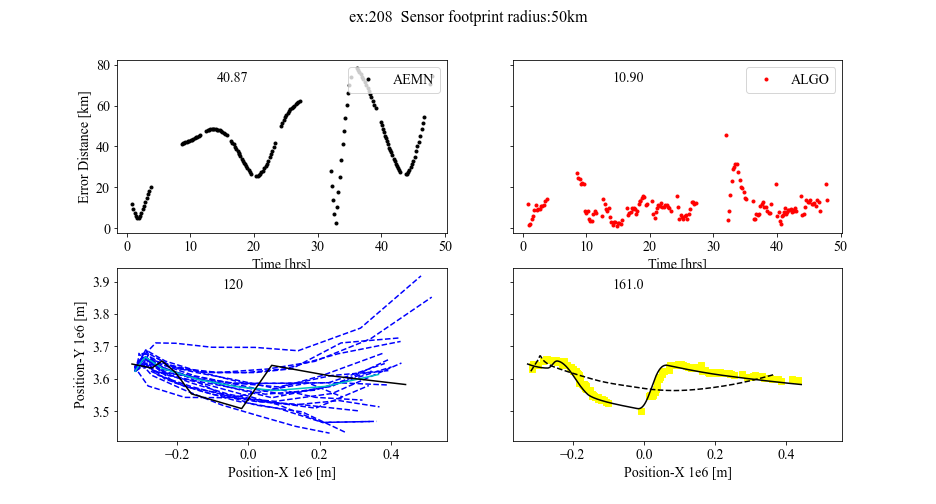 ex:208 Sensor footprint radius:50km
40.87
AEMN
80
60
40
20
0
Error Distance [km]
0 10 20 30 40 50
Time [hrs]
10.90
ALGO
0 10 20 30 40 50
Time [hrs]
120
3.9
3.8
3.7
3.6
3.5
Position-Y 1e6 [m]
−0.2 0.0 0.2 0.4
Position-X 1e6 [m]
161.0
−0.2 0.0 0.2 0.4
Position-X 1e6 [m]